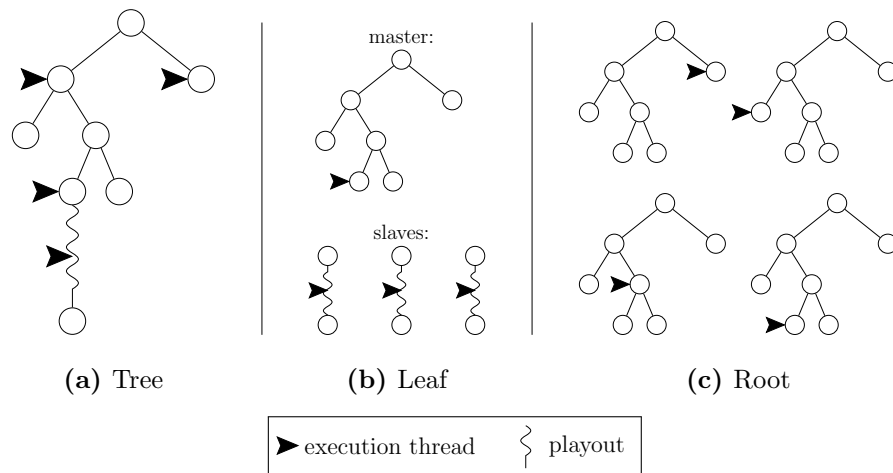 master:
slaves:
(a) Tree
(b) Leaf
(c) Root
execution thread
playout